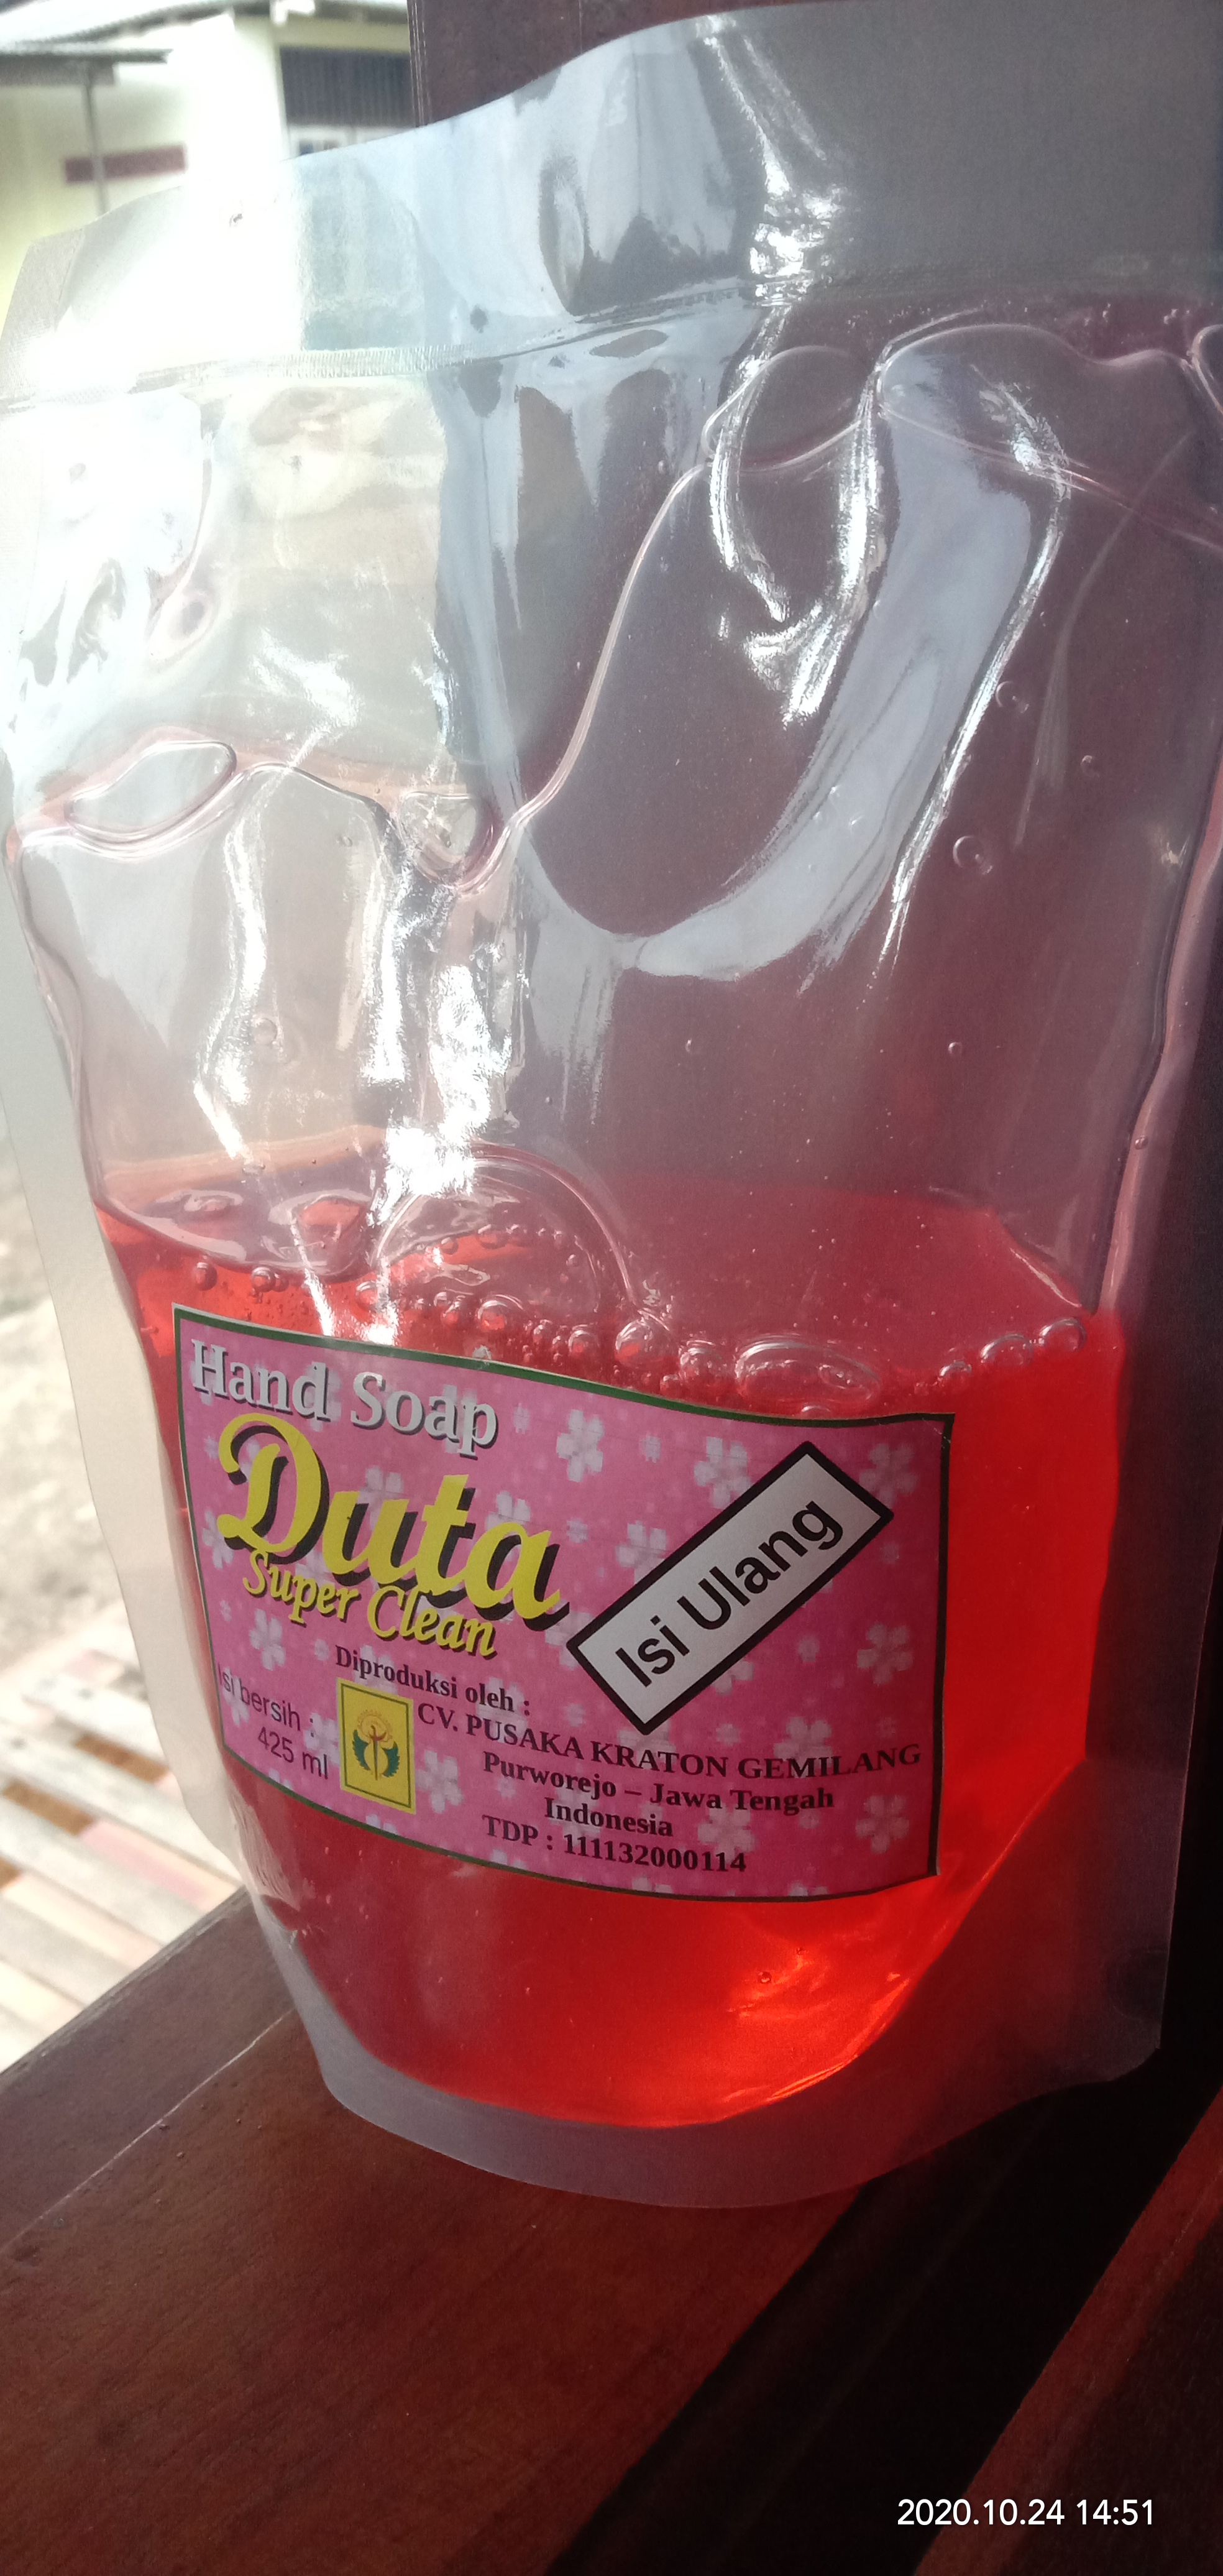 Hand Soap
Duta
Super Clean
Isi Ulang
Diproduksi oleh :
CV. PUSAKA KRATON GEMILANG
Purworejo – Jawa Tengah
Indonesia
TDP : 111132000114
Isi bersih :
425 ml
2020.10.24 14:51